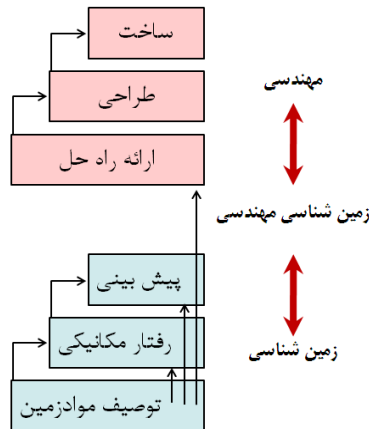 ساخت
طراحی
ارائه راه حل
پیش بینی
رفتار مکانیکی
توصیف موادزمین
مهندسی
زمین شناسی مهندسی
زمین شناسی